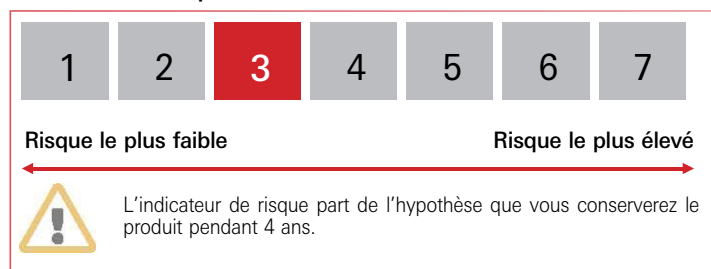 1 2 3 4 5 6 7
Risque le plus faible Risque le plus élevé
L'indicateur de risque part de l'hypothèse que vous conserverez le
produit pendant 4 ans.